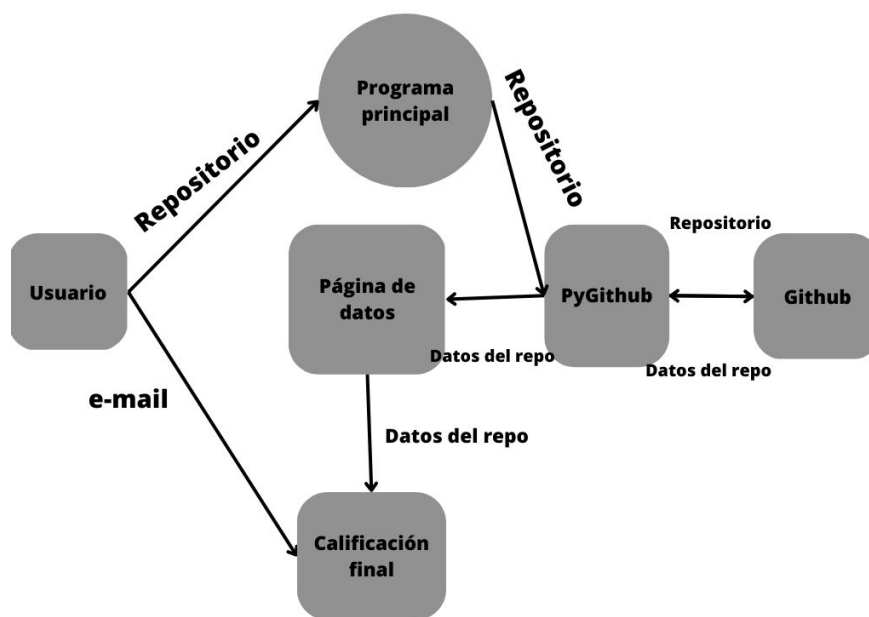 Programa
principal
Repositorio
Repositorio
Repositorio
Usuario
Página de
datos
PyGithub
Github
Datos del repo
Datos del repo
e-mail
Datos del repo
Calificación
final